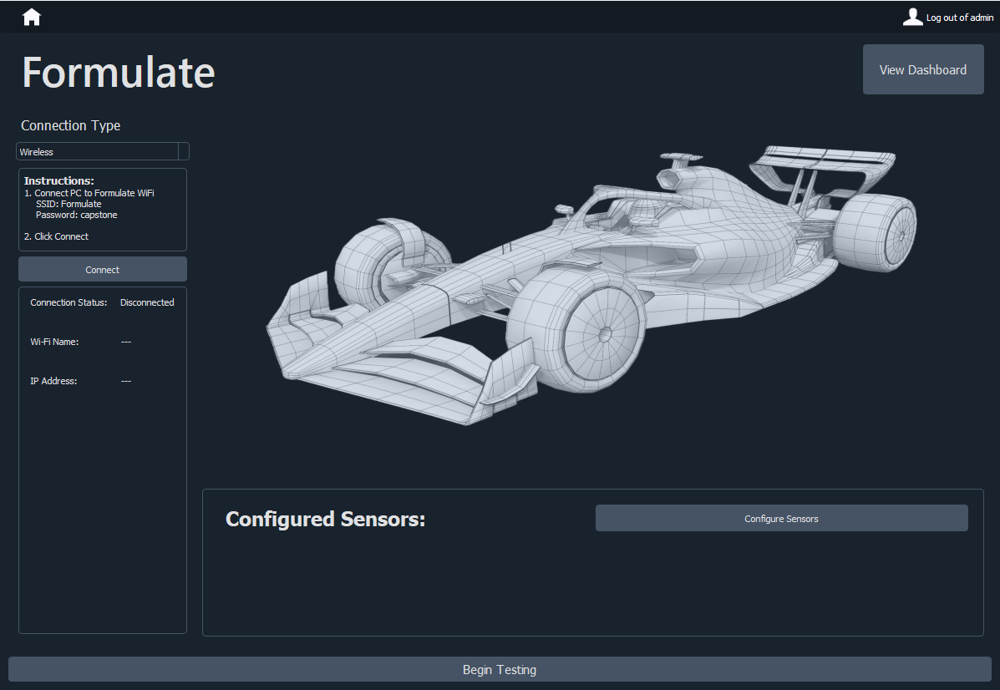 Log out of admin
Formulate
View Dashboard
Connection Type
Wireless
Instructions:
1. Connect PC to Formulate WiFi
SSID: Formulate
Password: capstone
2. Click Connect
Connect
Connection Status: Disconnected
Wi-Fi Name: ---
IP Address: ---
Configured Sensors:
Configure Sensors
Begin Testing